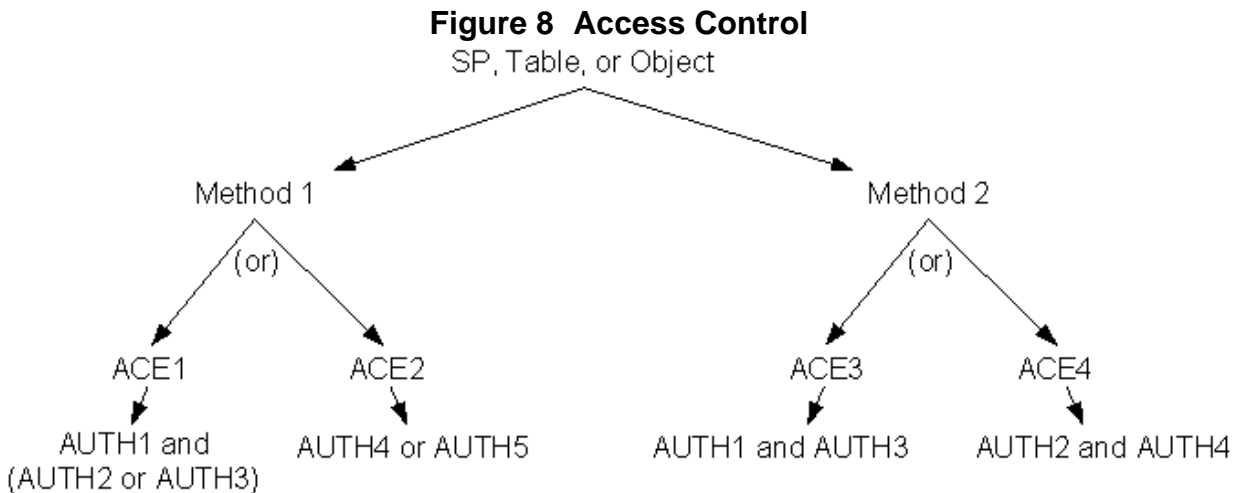 Figure 8 Access Control
SP, Table, or Object
Method 1
Method 2
(or)
(or)
ACE1
ACE2
ACE3
ACE4
AUTH1 and
(AUTH2 or AUTH3)
AUTH4 or AUTH5
AUTH1 and AUTH3
AUTH2 and AUTH4